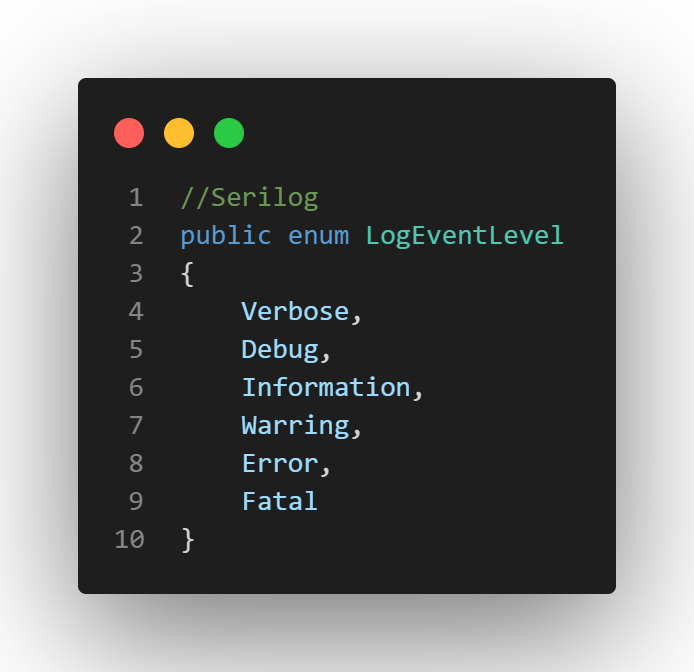 1 //Serilog
2 public enum LogEventLevel
3 {
4     Verbose,
5     Debug,
6     Information,
7     Warring,
8     Error,
9     Fatal
10 }